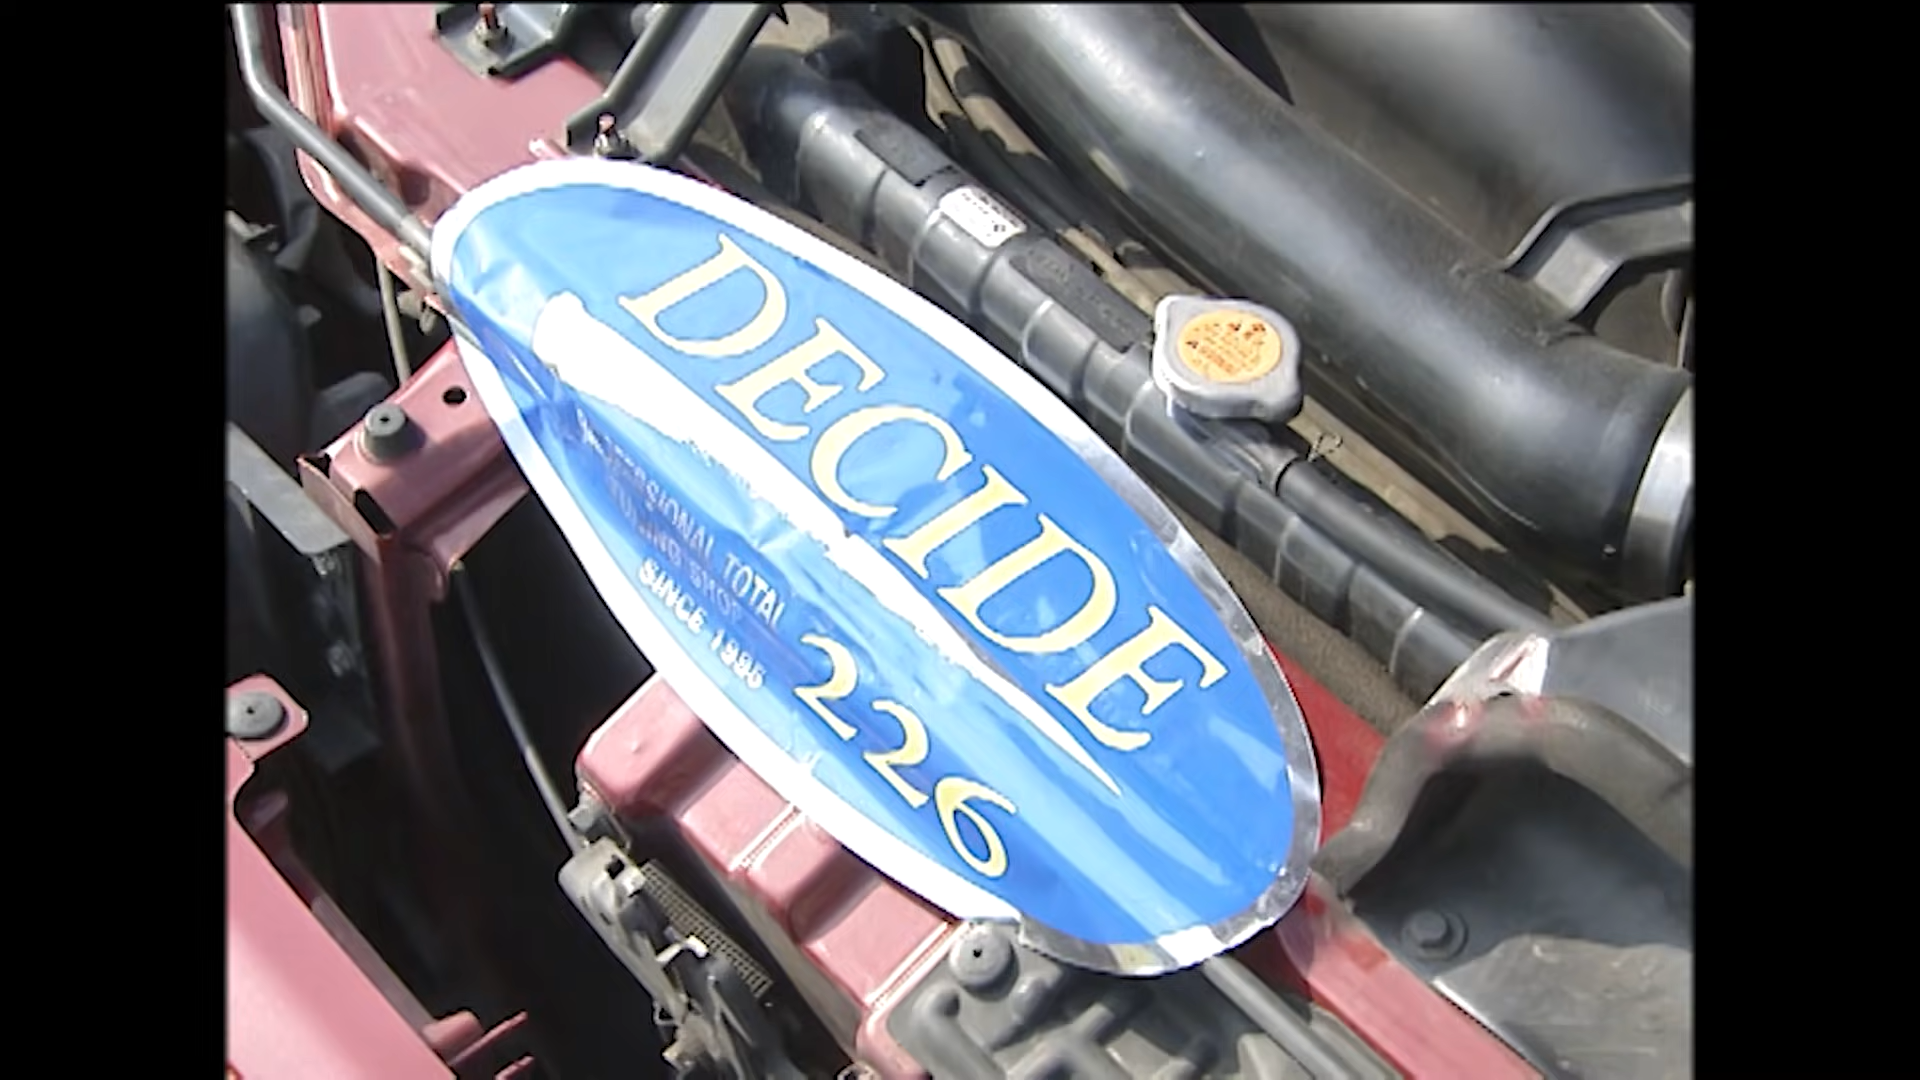 DECIDE
PROFESSIONAL TOTAL
TUNING SHOP
SINCE 1995
226